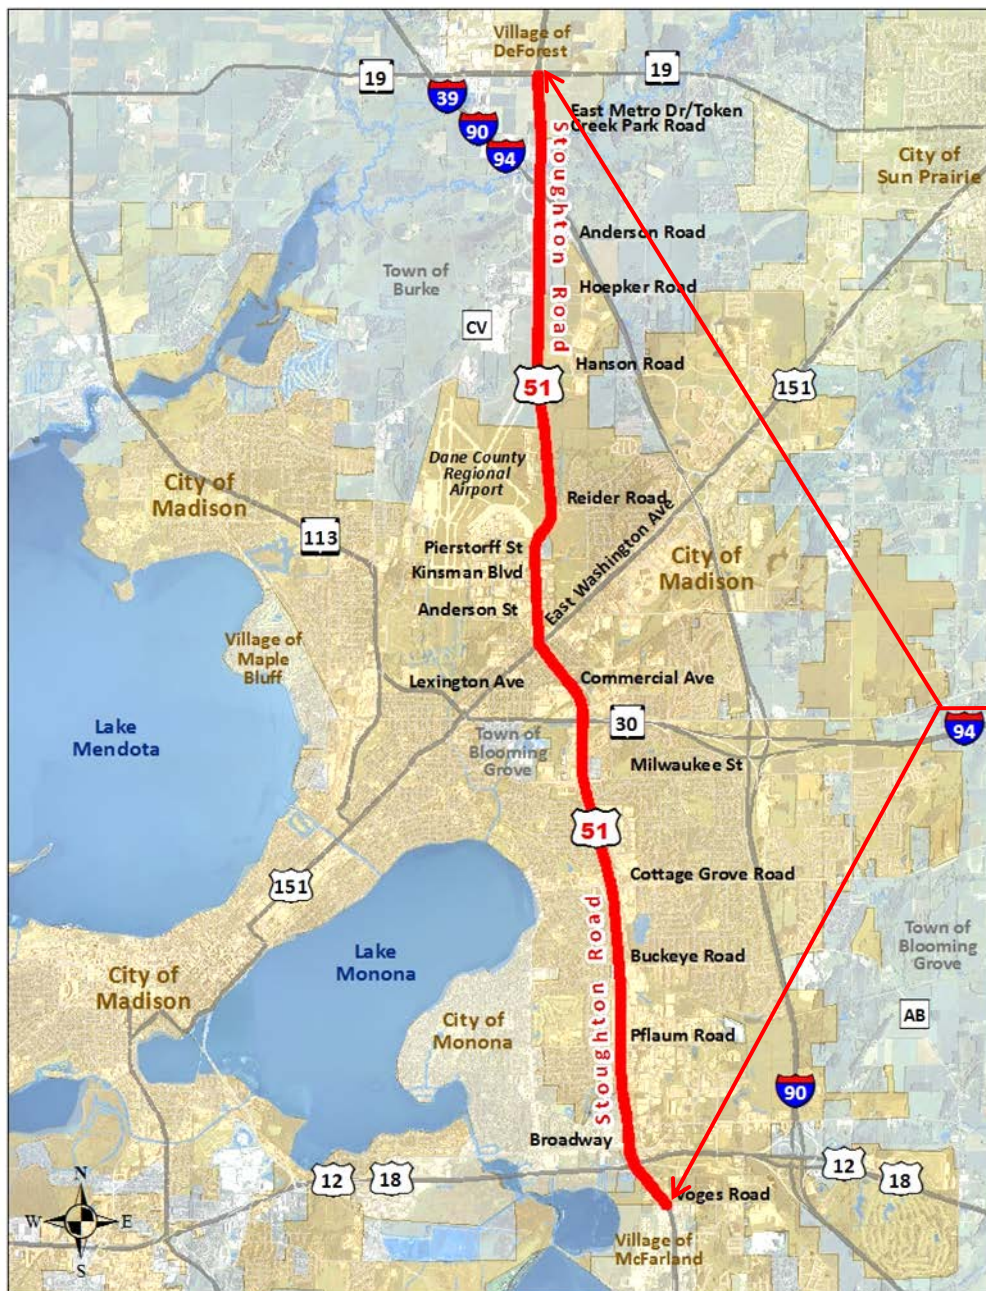 Village of
DeForest
19
19
39
90
94
East Metro Dr/Token
Creek Park Road
City of
Sun Prairie
Stoughton Road
Anderson Road
Town of
Burke
Hoepker Road
CV
Hanson Road
51
151
Dane County
Regional
Airport
City of
Madison
Reider Road
113
East Washington Ave
Pierstorff St
Kinsman Blvd
City of
Madison
Anderson St
Village of
Maple
Bluff
Lexington Ave
Commercial Ave
Lake
Mendota
Town of
Blooming
Grove
30
94
Milwaukee St
51
151
Cottage Grove Road
Stoughton Road
Town of
Blooming
Grove
Lake
Monona
Buckeye Road
City of
Madison
City of
Monona
AB
Pflaum Road
90
Broadway
12
18
12
18
N
W
E
S
Voges Road
Village of
McFarland